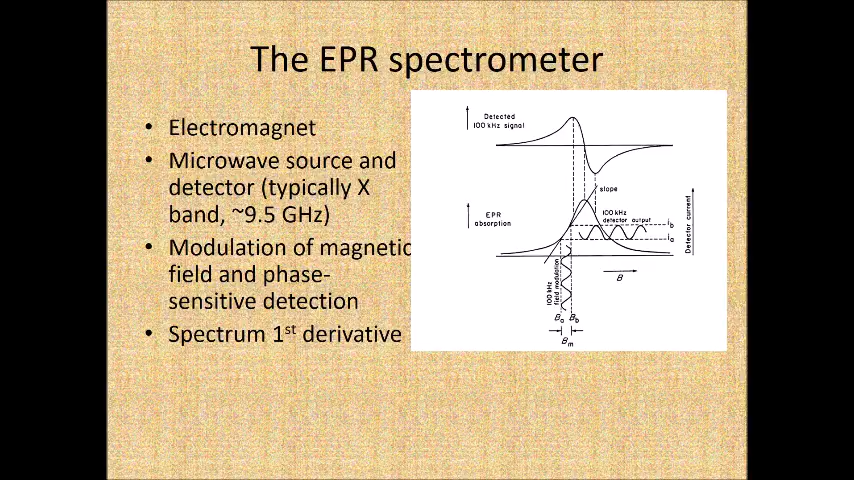 The EPR spectrometer
• Electromagnet
• Microwave source and
detector (typically X
band, ~9.5 GHz)
• Modulation of magnetic
field and phase-
sensitive detection
• Spectrum 1st derivative
Detected
100 kHz signal
slope
EPR
absorption
100 kHz
detector output
ib
ia
Detector current
100 kHz
field modulation
B
Ba Bb
Bm